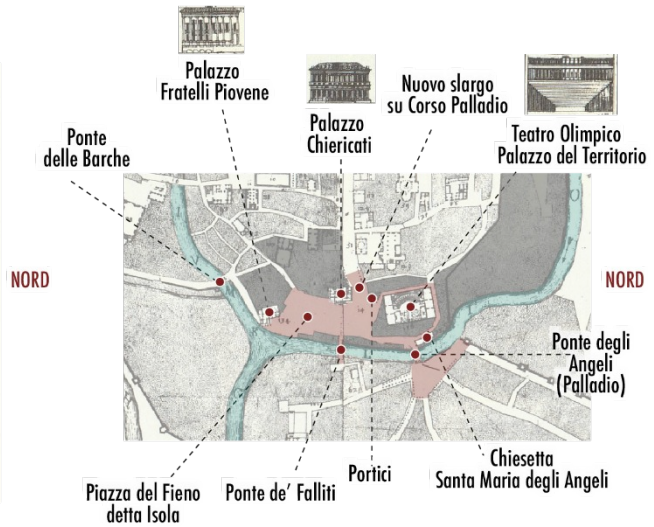 Palazzo
Fratelli Piovene
Palazzo
Chiericati
Nuovo slargo
su Corso Palladio
Teatro Olimpico
Palazzo del Territorio
Ponte
delle Barche
NORD
NORD
Ponte degli
Angeli
(Palladio)
Chiesetta
Santa Maria degli Angeli
Portici
Ponte de' Falliti
Piazza del Fieno
detta Isola